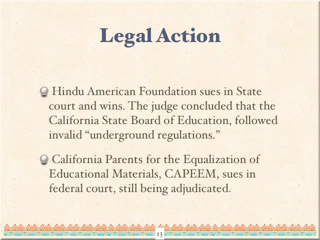 Legal Action
Hindu American Foundation sues in State
court and wins. The judge concluded that the
California State Board of Education, followed
invalid “underground regulations.”
California Parents for the Equalization of
Educational Materials, CAPEEM, sues in
federal court, still being adjudicated.
13